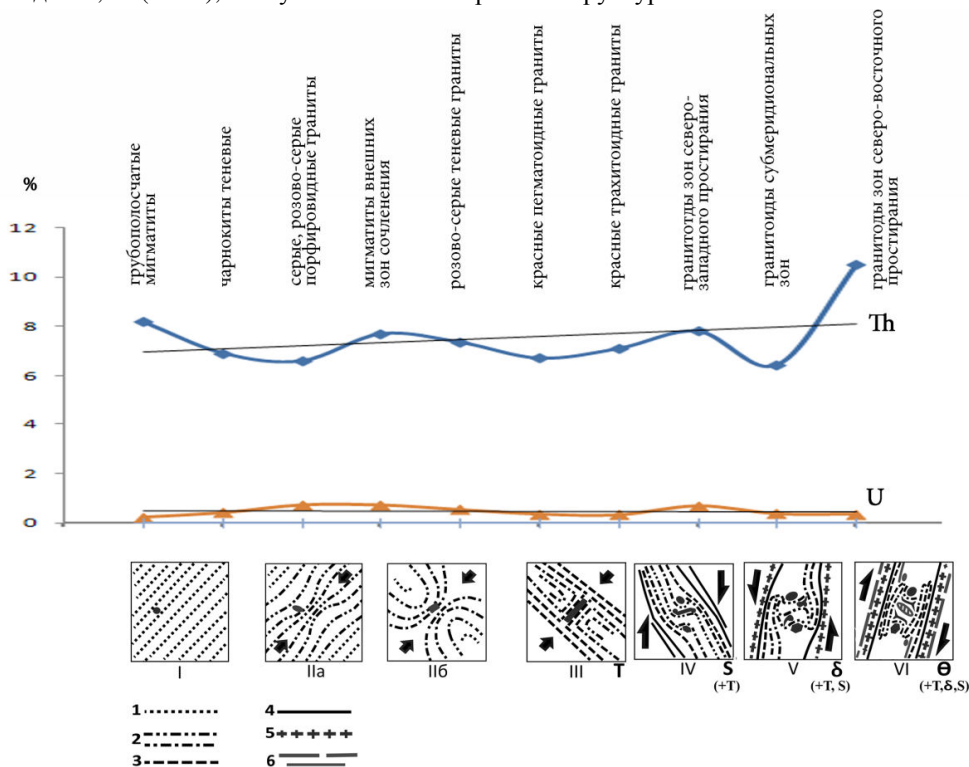 %
грубополосчатые
мигматиты
чарнокиты теневые
серые, розово-серые
порфировидные граниты
мигматиты внешних
зон сочленения
розово-серые теневые граниты
красные пегматоидные граниты
красные трахитоидные граниты
гранитотды зон северо-
западного простирания
гранитоиды субмеридиональных
зон
гранитоды зон северо-восточного
простирания
12
10
8
6
4
2
0
Th
U
I
IIa
IIб
III T
IV S
(+T)
V δ
(+T, S)
VI Ө
(+T,δ,S)
1
2
3
4
5
6